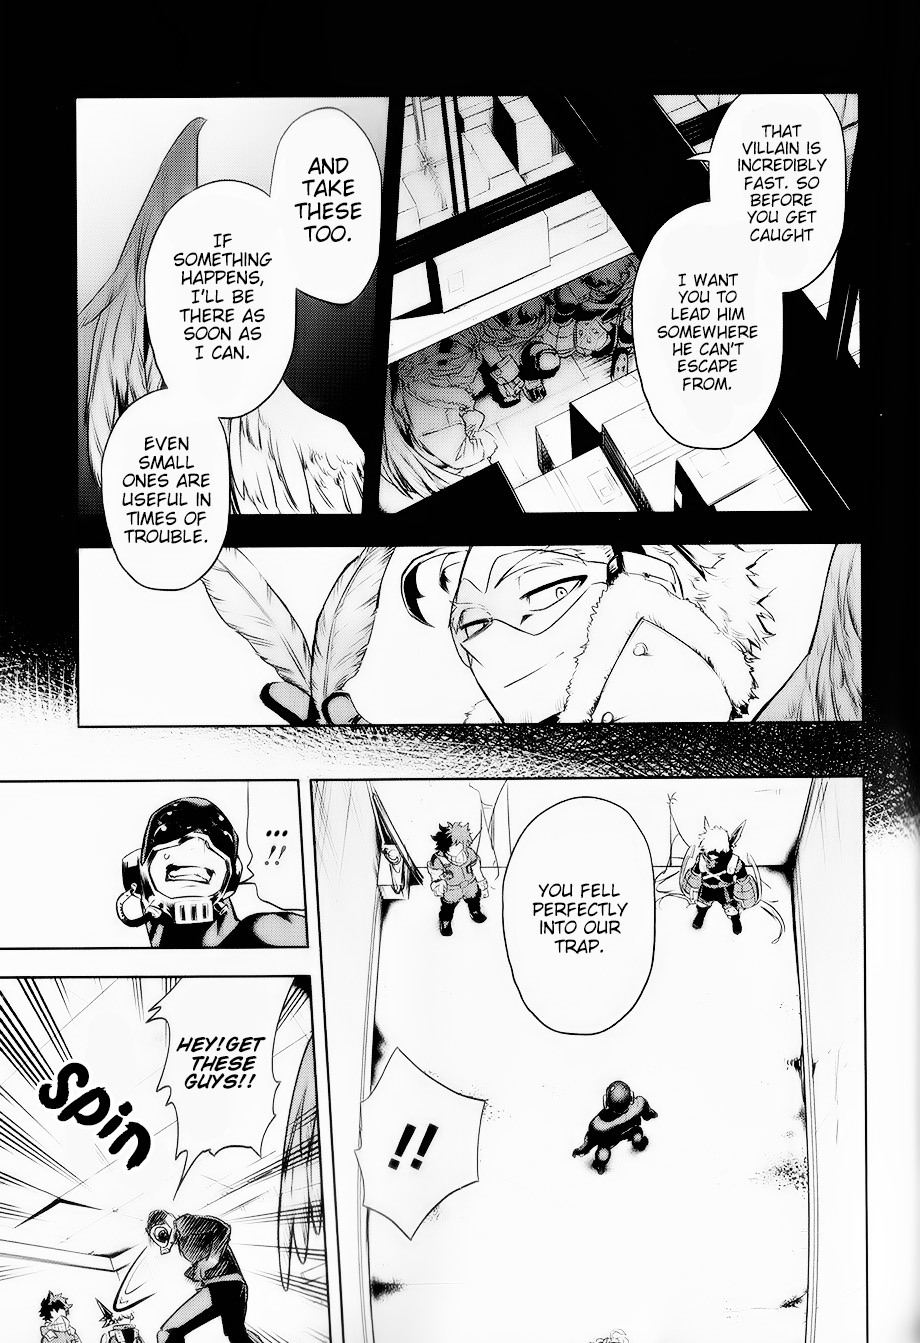 THAT
VILLAIN IS
INCREDIBLY
FAST. SO
BEFORE
YOU GET
CAUGHT
I WANT
YOU TO
LEAD HIM
SOMEWHERE
HE CAN'T
ESCAPE
FROM.
AND
TAKE
THESE
TOO.
IF
SOMETHING
HAPPENS,
I'LL BE
THERE AS
SOON AS
I CAN.
EVEN
SMALL
ONES ARE
USEFUL IN
TIMES OF
TROUBLE.
YOU FELL
PERFECTLY
INTO OUR
TRAP.
!!
...
!!
HEY!GET
THESE
GUYS!!
Spin